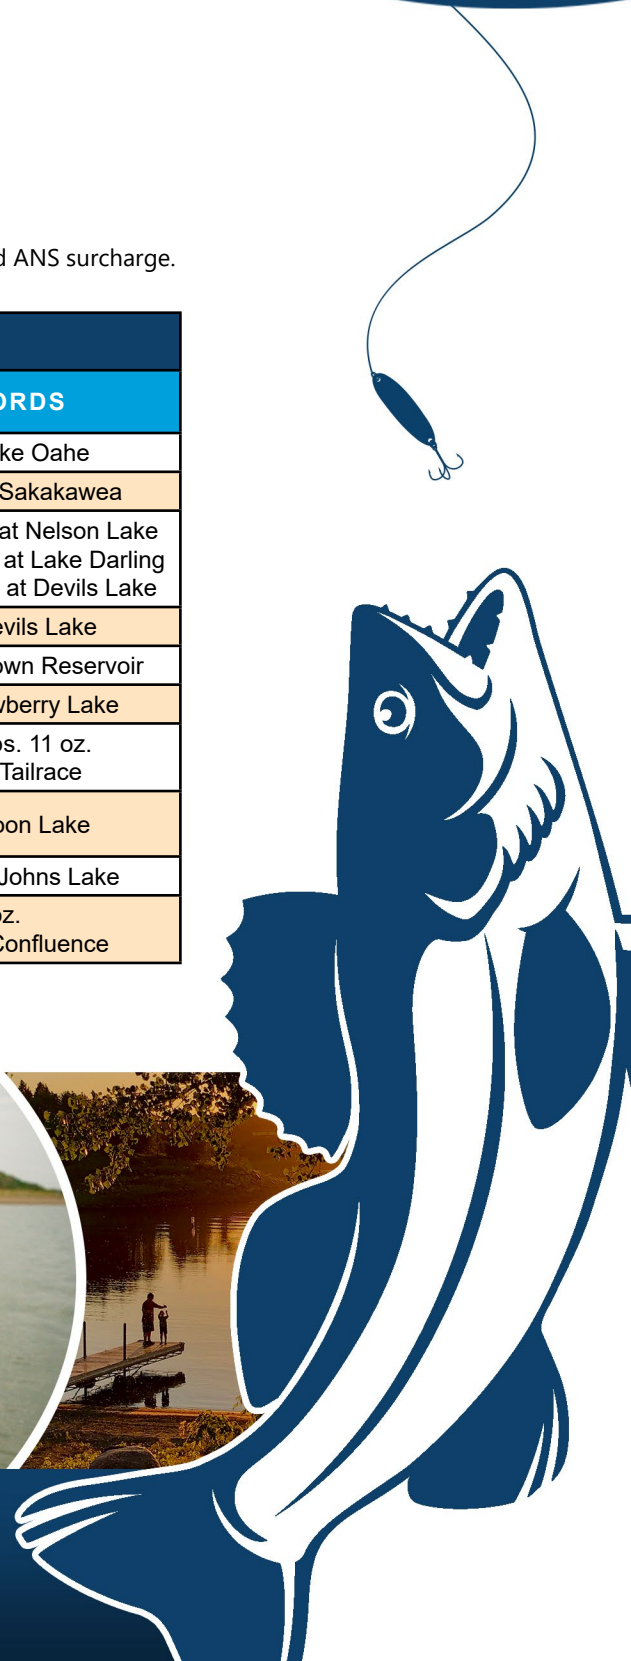 d ANS surcharge.
ORDS
ke Oahe
Sakakawea
at Nelson Lake
at Lake Darling
at Devils Lake
evils Lake
own Reservoir
wberry Lake
os. 11 oz.
Tailrace
oon Lake
Johns Lake
oz.
Confluence